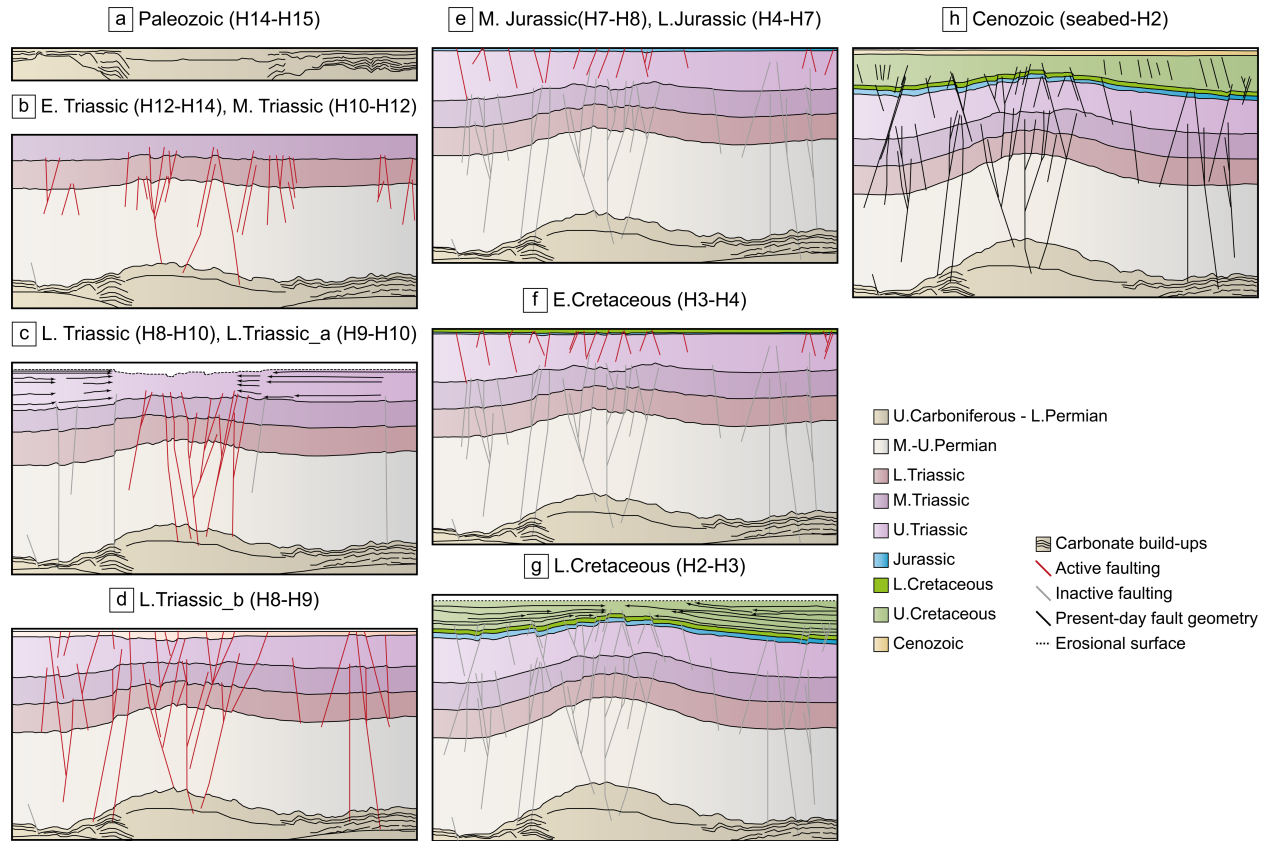 a Paleozoic (H14-H15)
b E. Triassic (H12-H14), M. Triassic (H10-H12)
c L. Triassic (H8-H10), L.Triassic_a (H9-H10)
d L.Triassic_b (H8-H9)
e M. Jurassic(H7-H8), L.Jurassic (H4-H7)
f E.Cretaceous (H3-H4)
g L.Cretaceous (H2-H3)
h Cenozoic (seabed-H2)
U.Carboniferous - L.Permian
M.-U.Permian
L.Triassic
M.Triassic
U.Triassic
Jurassic
L.Cretaceous
U.Cretaceous
Cenozoic
Carbonate build-ups
Active faulting
Inactive faulting
Present-day fault geometry
Erosional surface